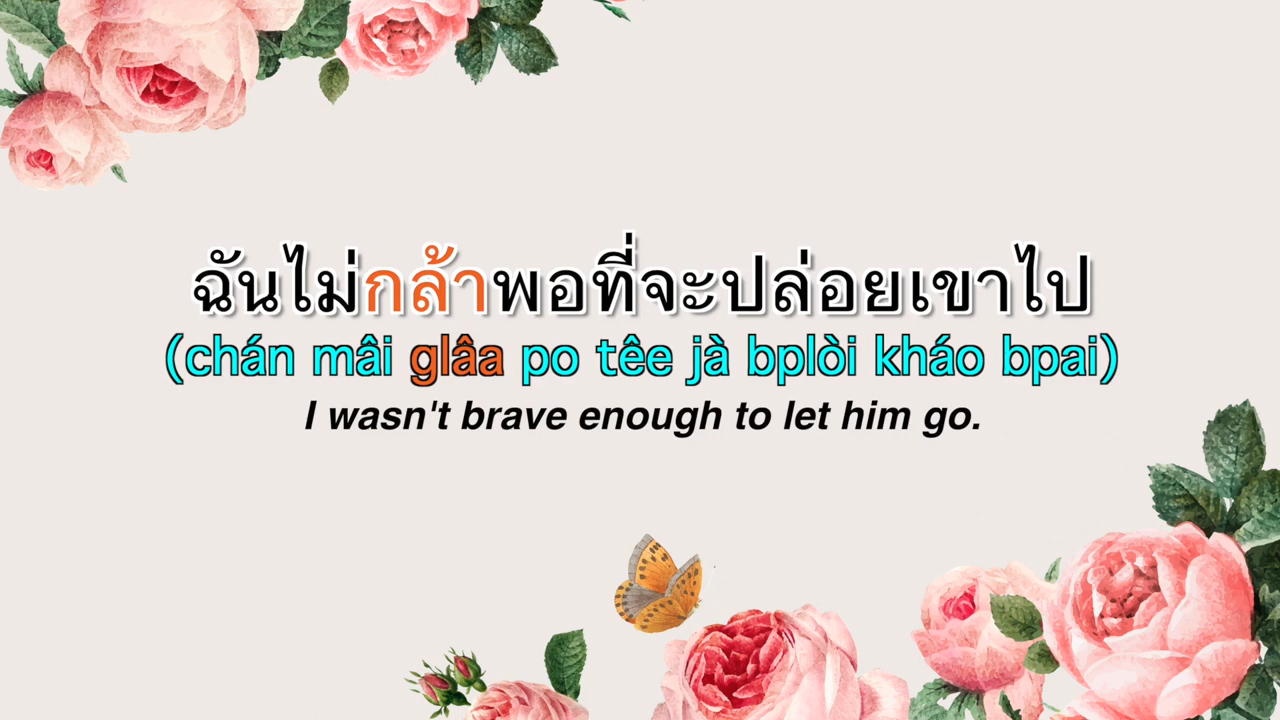 ฉันไม่กล้าพอที่จะปล่อยเขาไป
(chán mâi glâa po têe jà bplòi kháo bpai)
I wasn't brave enough to let him go.